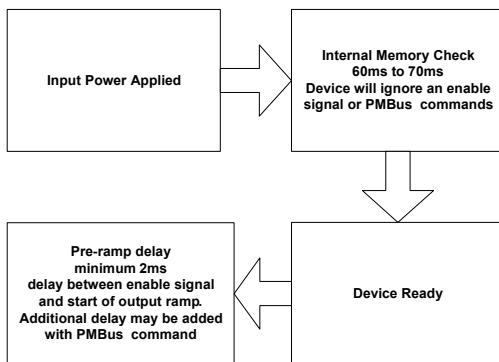 Input Power Applied
Internal Memory Check
60ms to 70ms
Device will ignore an enable
signal or PMBus commands
Device Ready
Pre-ramp delay
minimum 2ms
delay between enable signal
and start of output ramp.
Additional delay may be added
with PMBus command